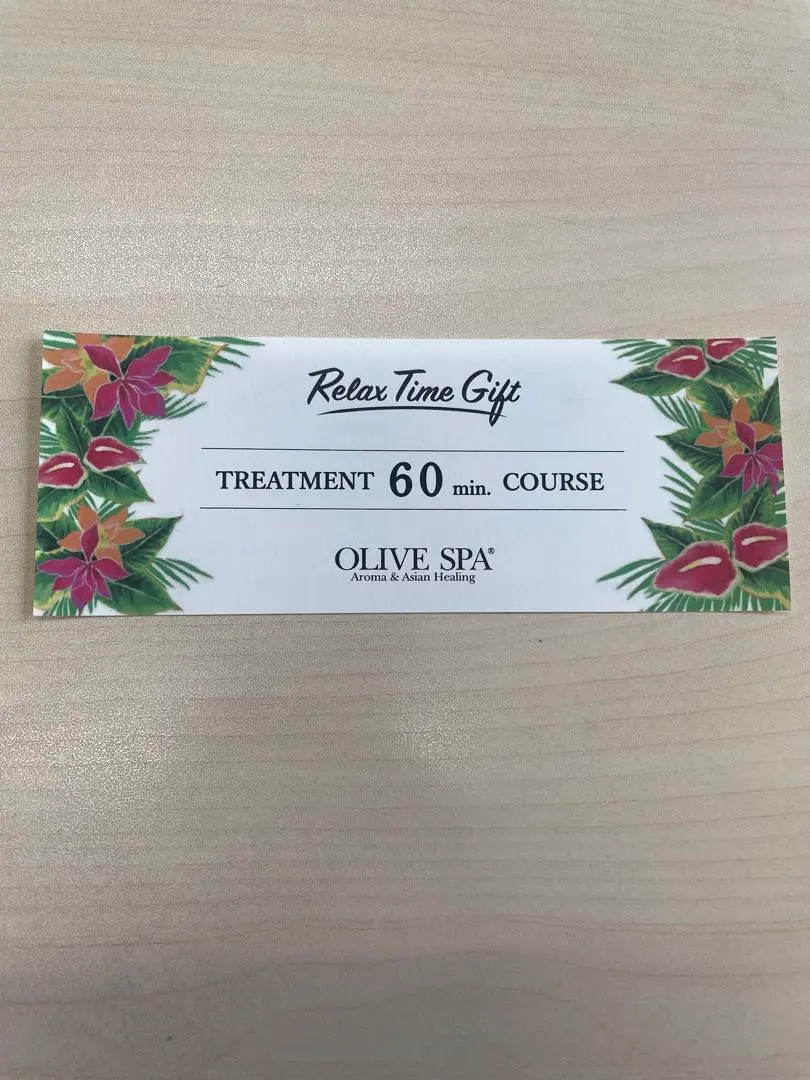 Relax Time Gift
TREATMENT 60 min. COURSE
OLIVE SPA®
Aroma & Asian Healing